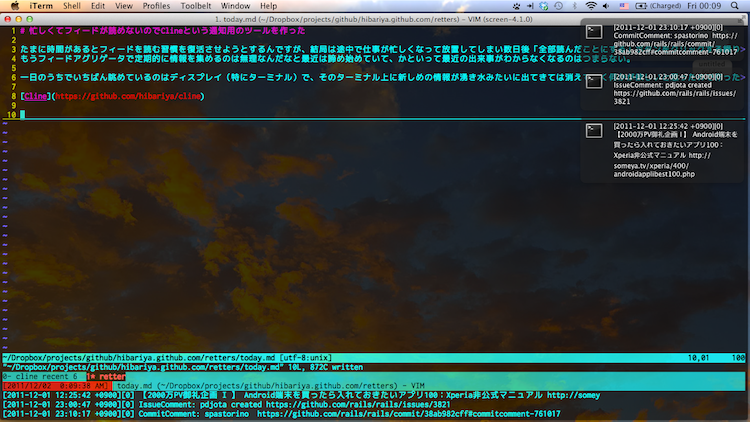 iTerm Shell Edit View Profiles Toolbelt Window Help (Charged) Fri 00:09
1. today.md (~/Dropbox/projects/github/hibariya.github.com/retters) - VIM (screen-4.1.0)
1 # 忙しくてフィードが読めないのでClineという通知用のツールを作った
2
3 たまに時間があるとフィードを読む習慣を復活させようとするんですが、結局は途中で仕事が忙しくなって放置してしまい数日後「全部読んだことに
4 もうフィードアグリゲータで定期的に情報を集めるのは無理なんだなと最近は諦め始めていて、かといって最近の出来事がわからなくなるのはつまらない。
5
6 一日のうちでいちばん眺めているのはディスプレイ（特にターミナル）で、そのターミナル上に新しめの情報が湧き水みたいに出てきては消えて
7
8 [Cline](https://github.com/hibariya/cline)
9
10
[2011-12-01 23:10:17 +0900][0]
CommitComment: spastorino https://
github.com/rails/rails/commit/
38ab982cff#commitcomment-761017
[2011-12-01 23:00:47 +0900][0]
IssueComment: pdjota created
https://github.com/rails/rails/issues/
3821
[2011-12-01 12:25:42 +0900][0]
【2000万PV御礼企画 I 】 Android端末を
買ったら入れておきたいアプリ100：
Xperia非公式マニュアル http://
someya.tv/xperia/400/
androidapplibest100.php
~/Dropbox/projects/github/hibariya.github.com/retters/today.md [utf-8:unix] 10,01 100
"~/Dropbox/projects/github/hibariya.github.com/retters/today.md" 10L, 872C written
0- cline recent 6 1* retter
[2011/12/02 0:09:38 AM] today.md (~/Dropbox/projects/github/hibariya.github.com/retters) - VIM
[2011-12-01 12:25:42 +0900][0] 【2000万PV御礼企画 I 】 Android端末を買ったら入れておきたいアプリ100：Xperia非公式マニュアル http://somey
[2011-12-01 23:00:47 +0900][0] IssueComment: pdjota created https://github.com/rails/rails/issues/3821
[2011-12-01 23:10:17 +0900][0] CommitComment: spastorino https://github.com/rails/rails/commit/38ab982cff#commitcomment-761017